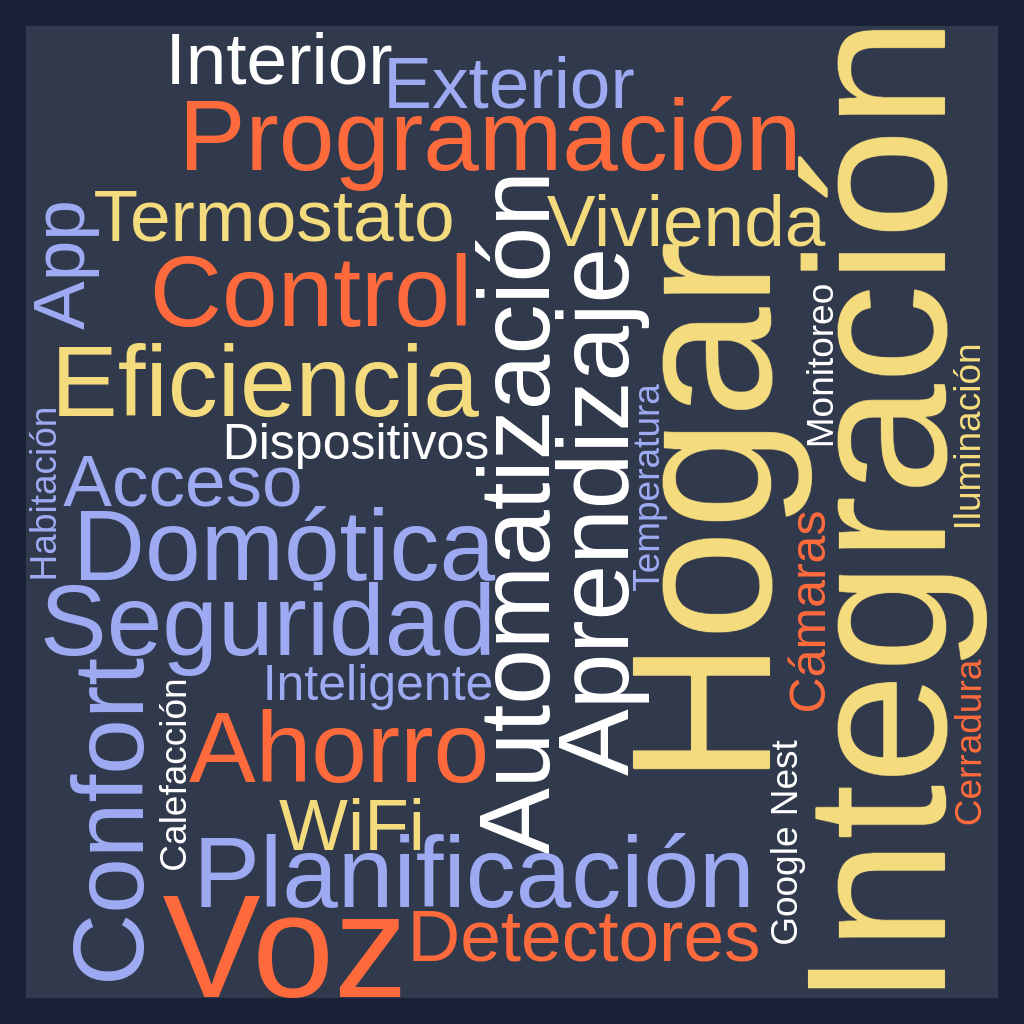 Interior
Exterior
Programación
Termostato
Vivienda
App
Control
Eficiencia
Dispositivos
Habitación
Acceso
Domótica
Seguridad
Inteligente
Confort
Calefacción
Ahorro
WiFi
Planificación
Voz
Detectores
Automatización
Aprendizaje
Temperatura
Hogar
Monitoreo
Cámaras
Google Nest
Integración
Iluminación
Cerradura